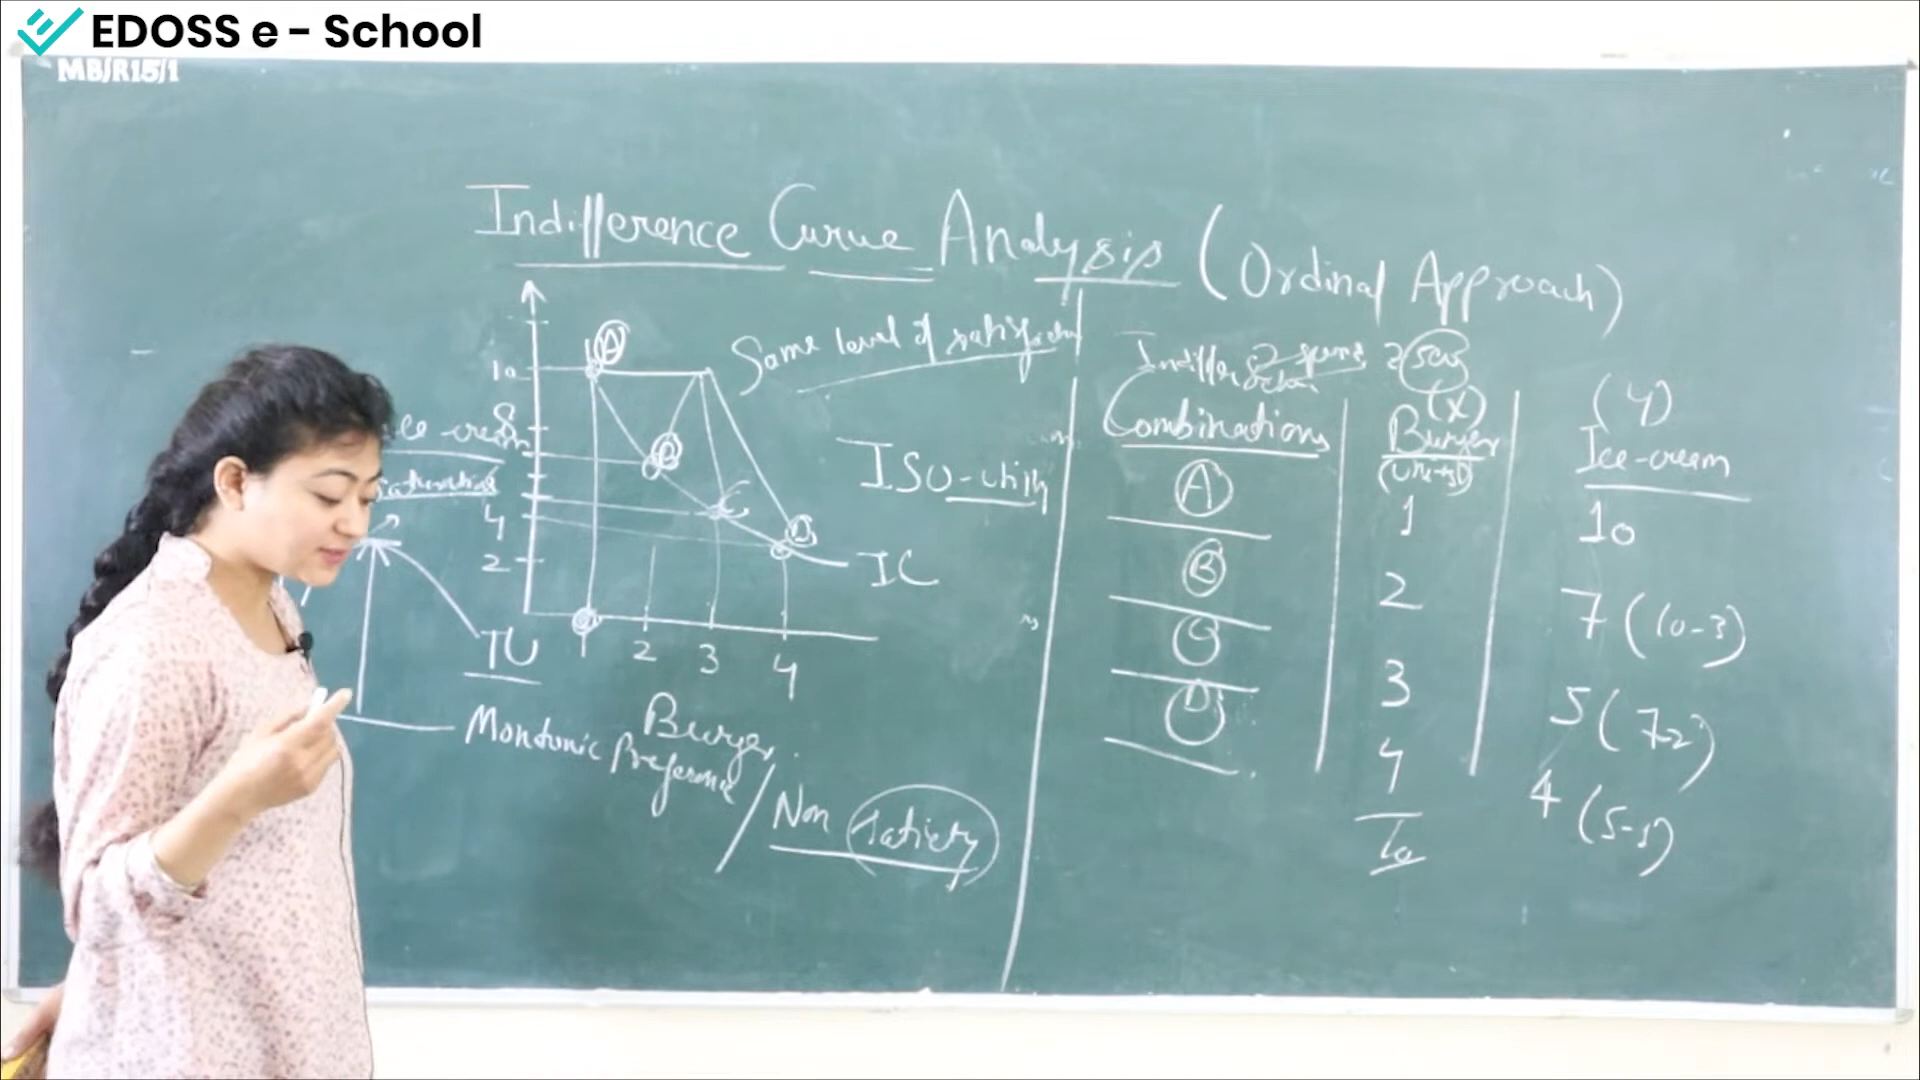 EDOSS e - School
MB/R15/1
Indifference Curve Analysis (Ordinal Approach)
Same level of satisfaction
ISO-utility
IC
A
B
C
D
10
8
4
2
1 2 3 4
Burger
TU
Montonic Preference / Non Satiety
Combinations
(X)
Burger
(Y)
Ice-cream
A 1 10
B 2 7 (10-3)
C 3 5 (7-2)
D 4 4 (5-1)